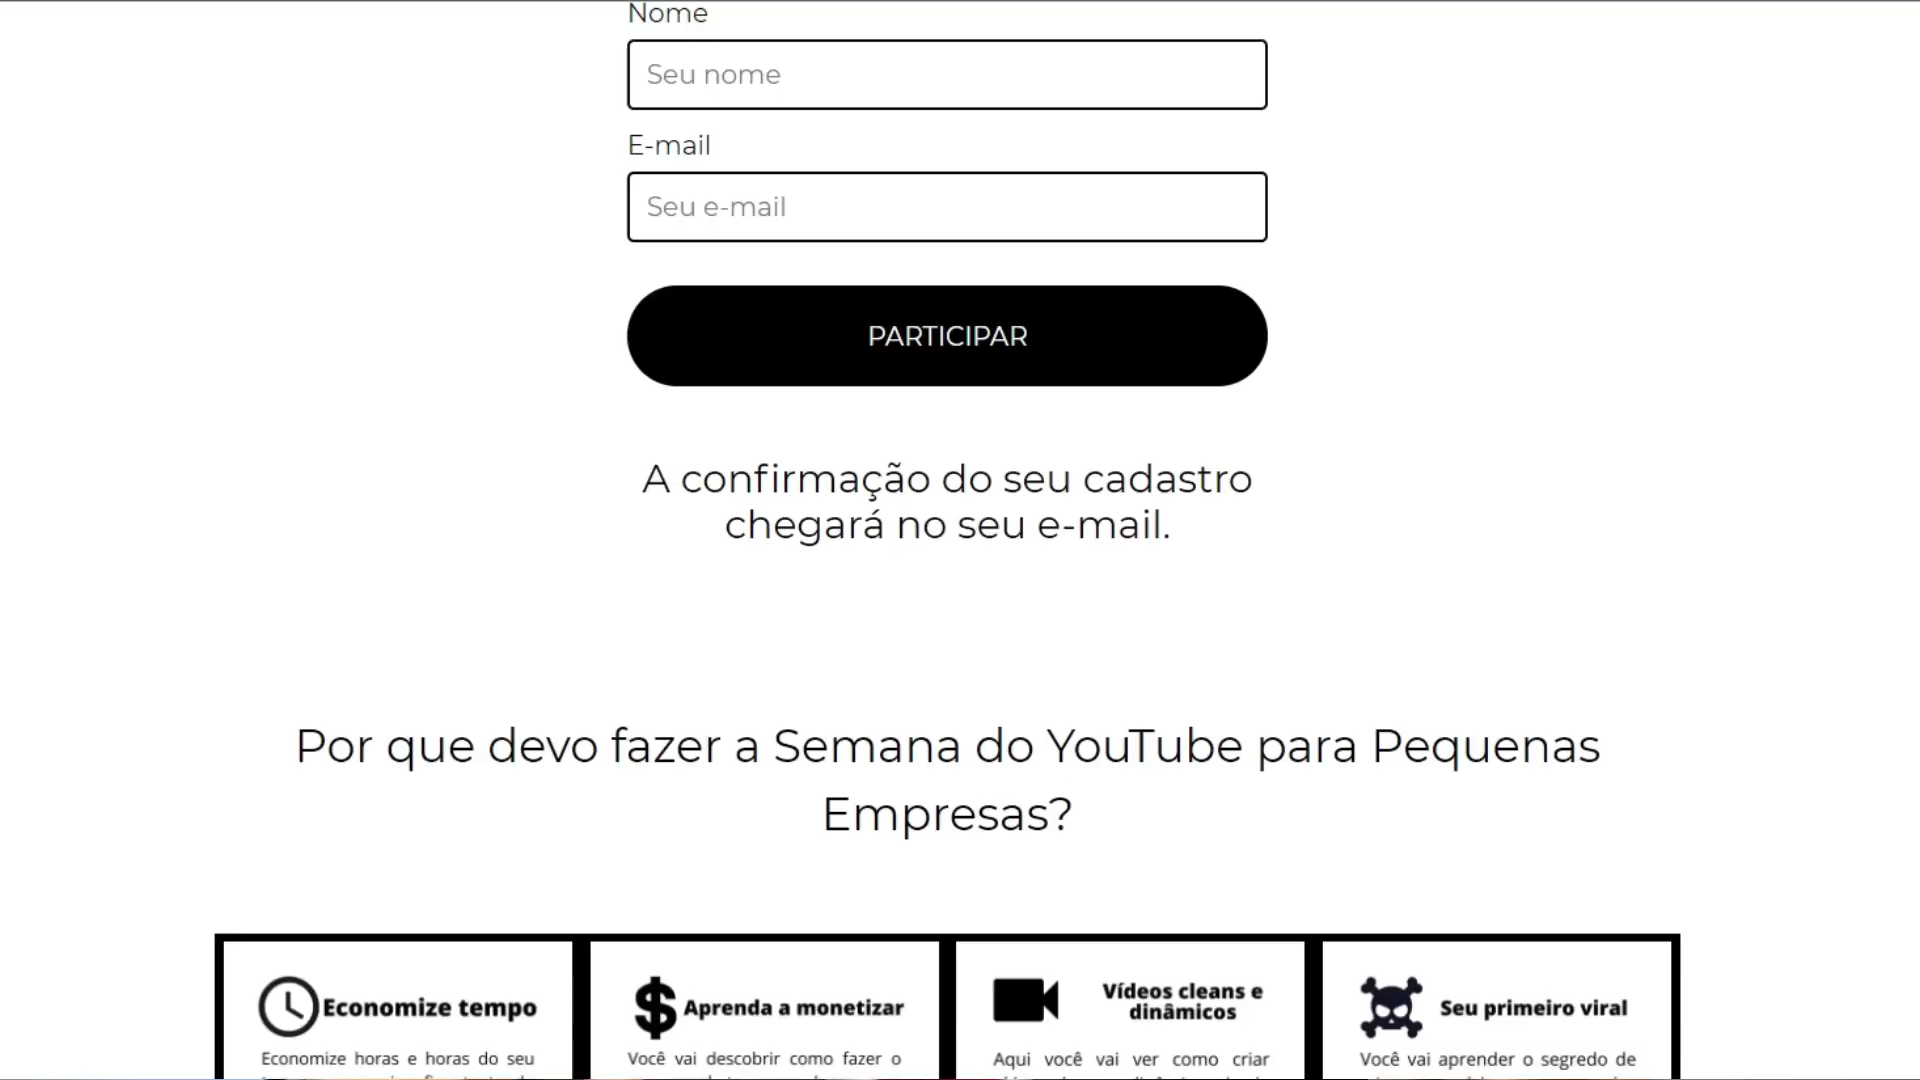 Nome
Seu nome
E-mail
Seu e-mail
PARTICIPAR
A confirmação do seu cadastro
chegará no seu e-mail.
Por que devo fazer a Semana do YouTube para Pequenas
Empresas?
Economize tempo
Economize horas e horas do seu
Aprenda a monetizar
Você vai descobrir como fazer o
Vídeos cleans e
dinâmicos
Aqui você vai ver como criar
Seu primeiro viral
Você vai aprender o segredo de